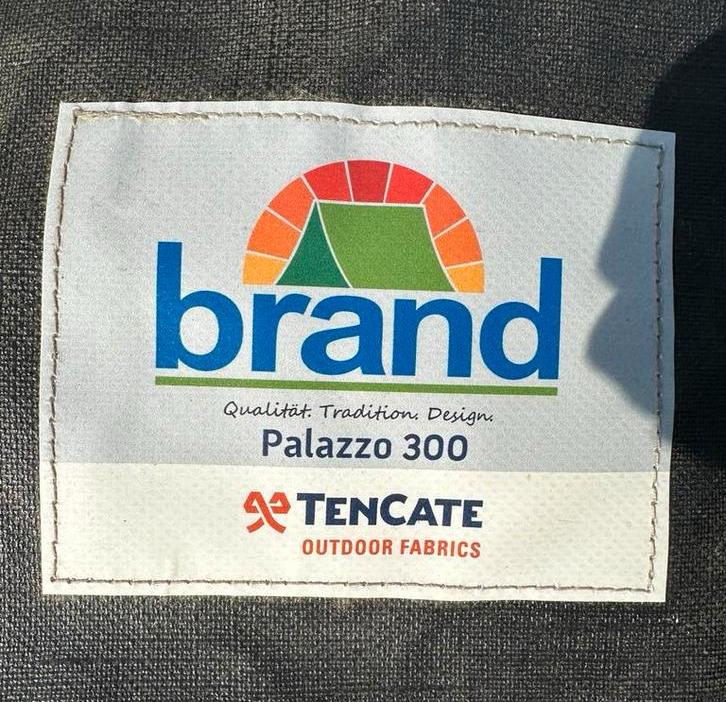 brand
Qualität. Tradition. Design.
Palazzo 300
TENCATE
OUTDOOR FABRICS